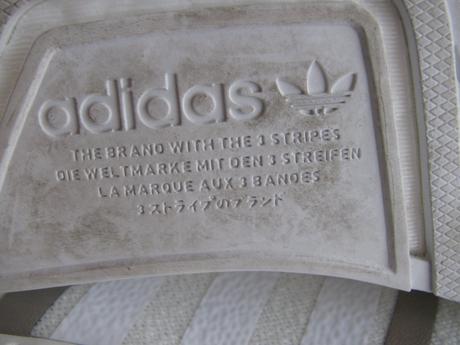 adidas
THE BRAND WITH THE 3 STRIPES
DIE WELTMARKE MIT DEN 3 STREIFEN
LA MARQUE AUX 3 BANDES
3ストライプのブランド